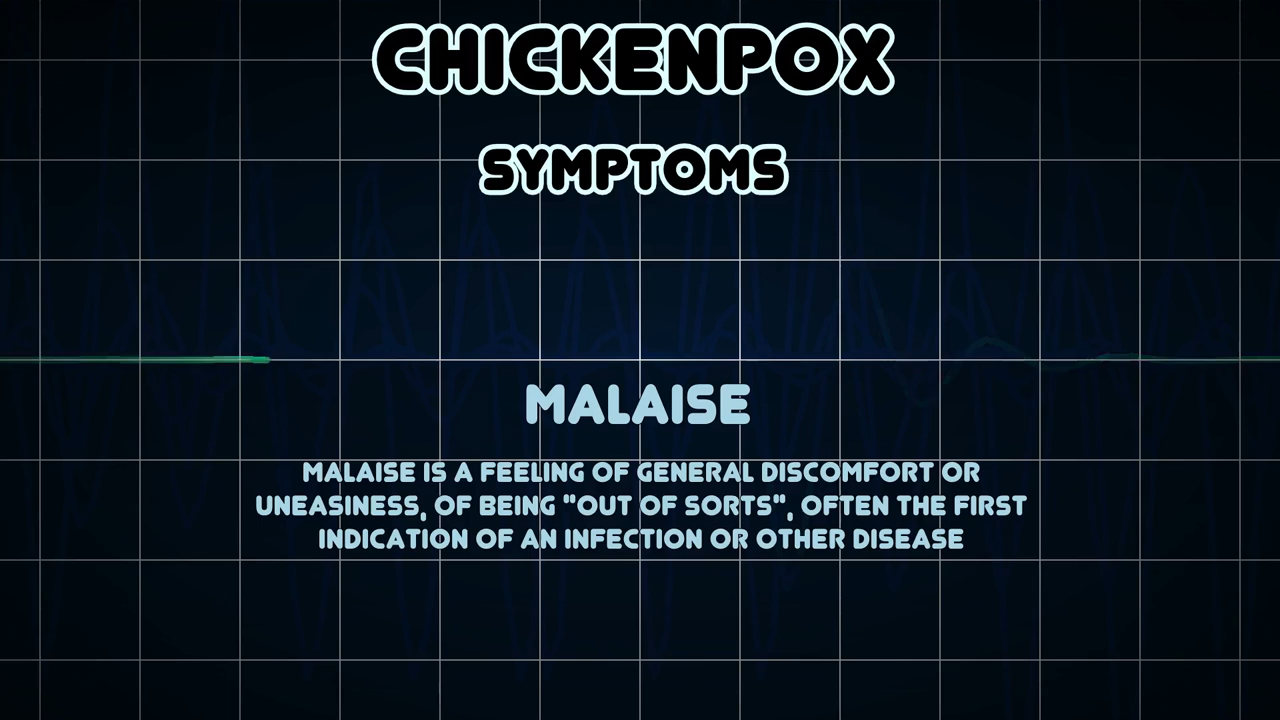 CHICKENPOX
SYMPTOMS
MALAISE
MALAISE IS A FEELING OF GENERAL DISCOMFORT OR
UNEASINESS, OF BEING "OUT OF SORTS", OFTEN THE FIRST
INDICATION OF AN INFECTION OR OTHER DISEASE